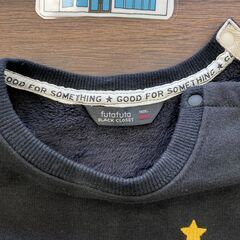 GOOD FOR SOMETHING ★ GOOD FOR SOMETHING
futafuta
BLACK CLOSET